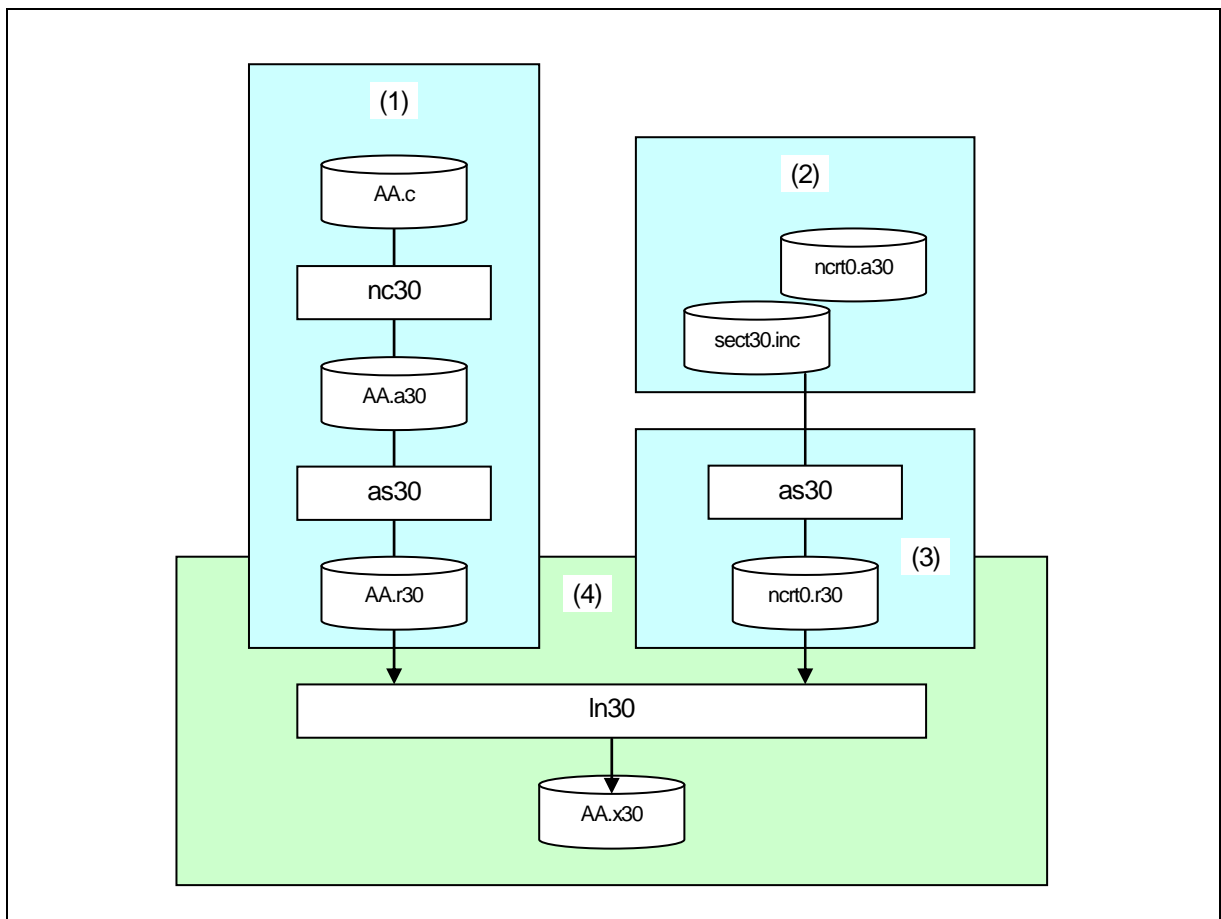 (1)
AA.c
nc30
AA.a30
as30
AA.r30
(2)
ncrt0.a30
sect30.inc
as30
(3)
ncrt0.r30
(4)
ln30
AA.x30